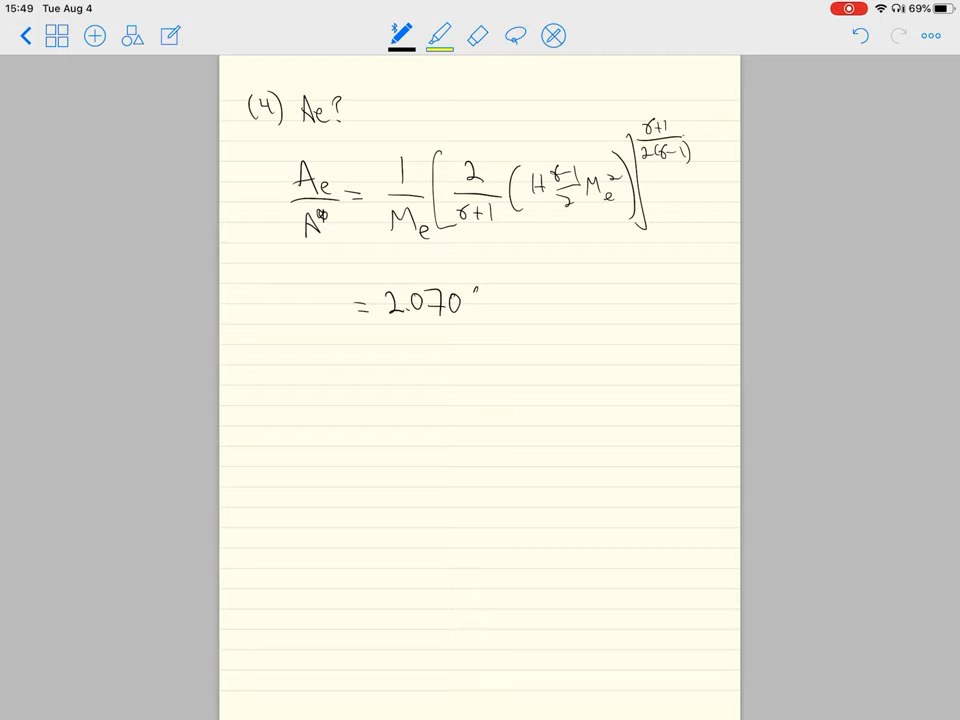 15:49 Tue Aug 4 69%
(4) Ae?
Ae/A* = 1/Me [2/(γ+1) (1+ (γ-1)/2 Me²)]^((γ+1)/(2(γ-1)))
= 2.070